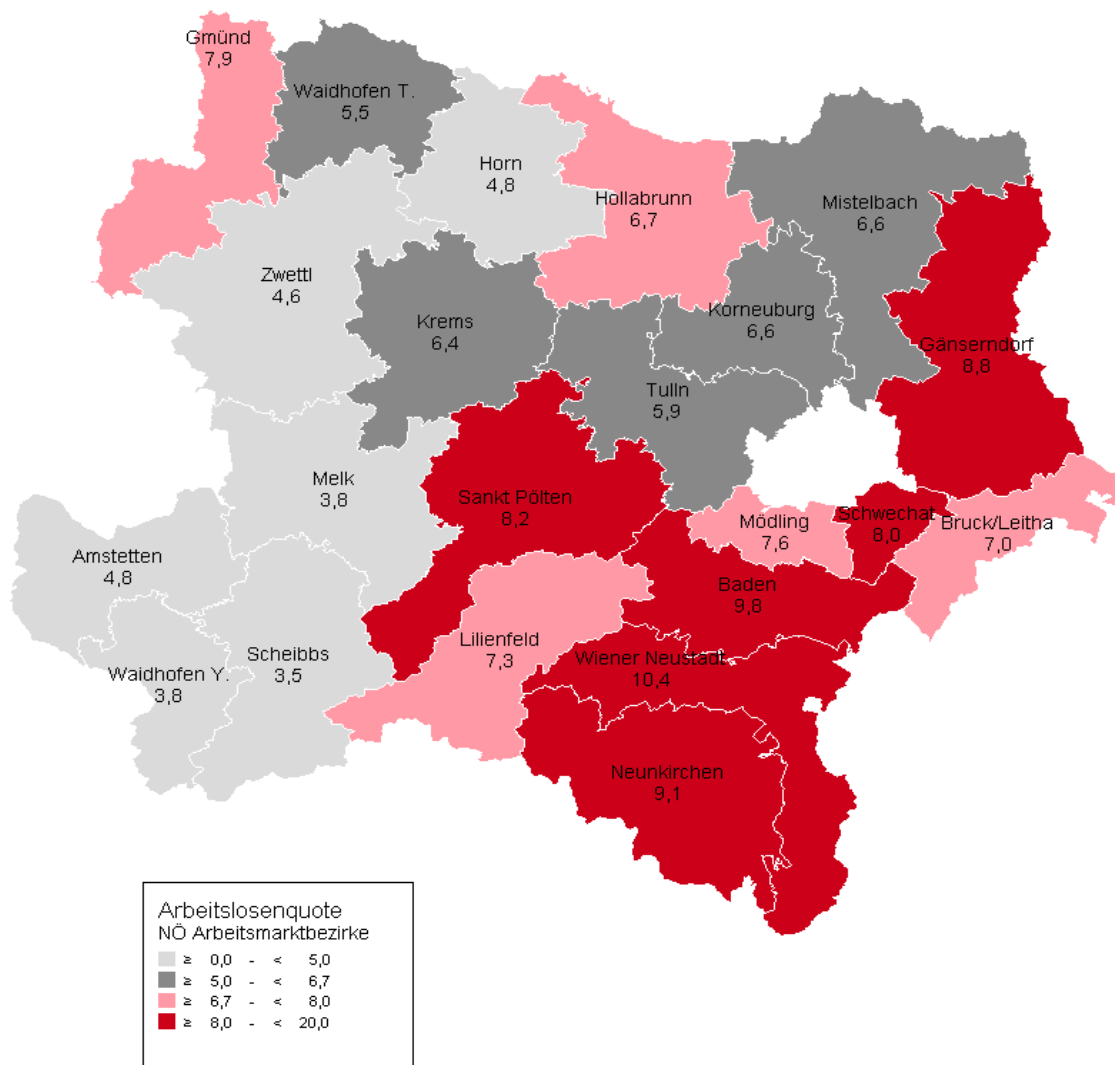 Gmünd
7,9
Waidhofen T.
5,5
Horn
4,8
Hollabrunn
6,7
Mistelbach
6,6
Zwettl
4,6
Krems
6,4
Korneuburg
6,6
Gänserndorf
8,8
Tulln
5,9
Melk
3,8
Sankt Pölten
8,2
Mödling
7,6
Schwechat
8,0
Bruck/Leitha
7,0
Amstetten
4,8
Baden
9,8
Lilienfeld
7,3
Scheibbs
3,5
Waidhofen Y.
3,8
Wiener Neustadt
10,4
Neunkirchen
9,1
Arbeitslosenquote
NÖ Arbeitsmarktbezirke
≥ 0,0 - < 5,0
≥ 5,0 - < 6,7
≥ 6,7 - < 8,0
≥ 8,0 - < 20,0